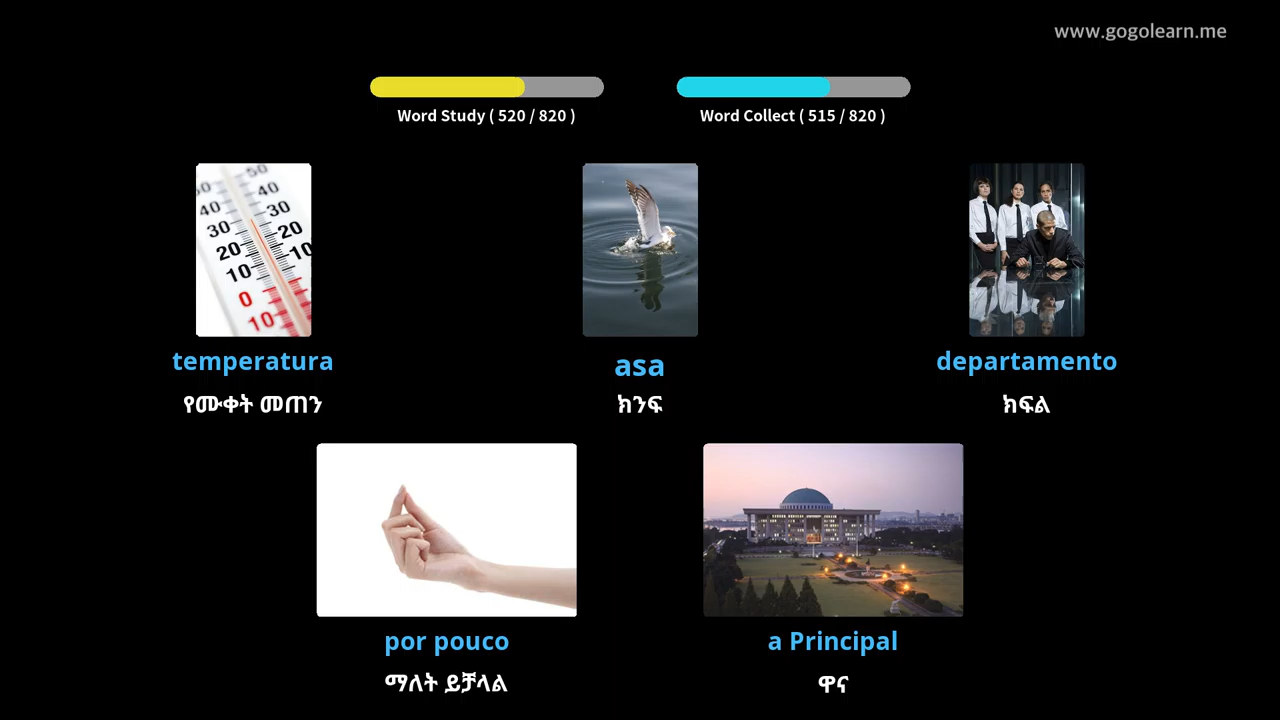 www.gogolearn.me
Word Study ( 520 / 820 )
Word Collect ( 515 / 820 )
temperatura
የሙቀት መጠን
asa
ክንፍ
departamento
ክፍል
por pouco
ማለት ይቻላል
a Principal
ዋና